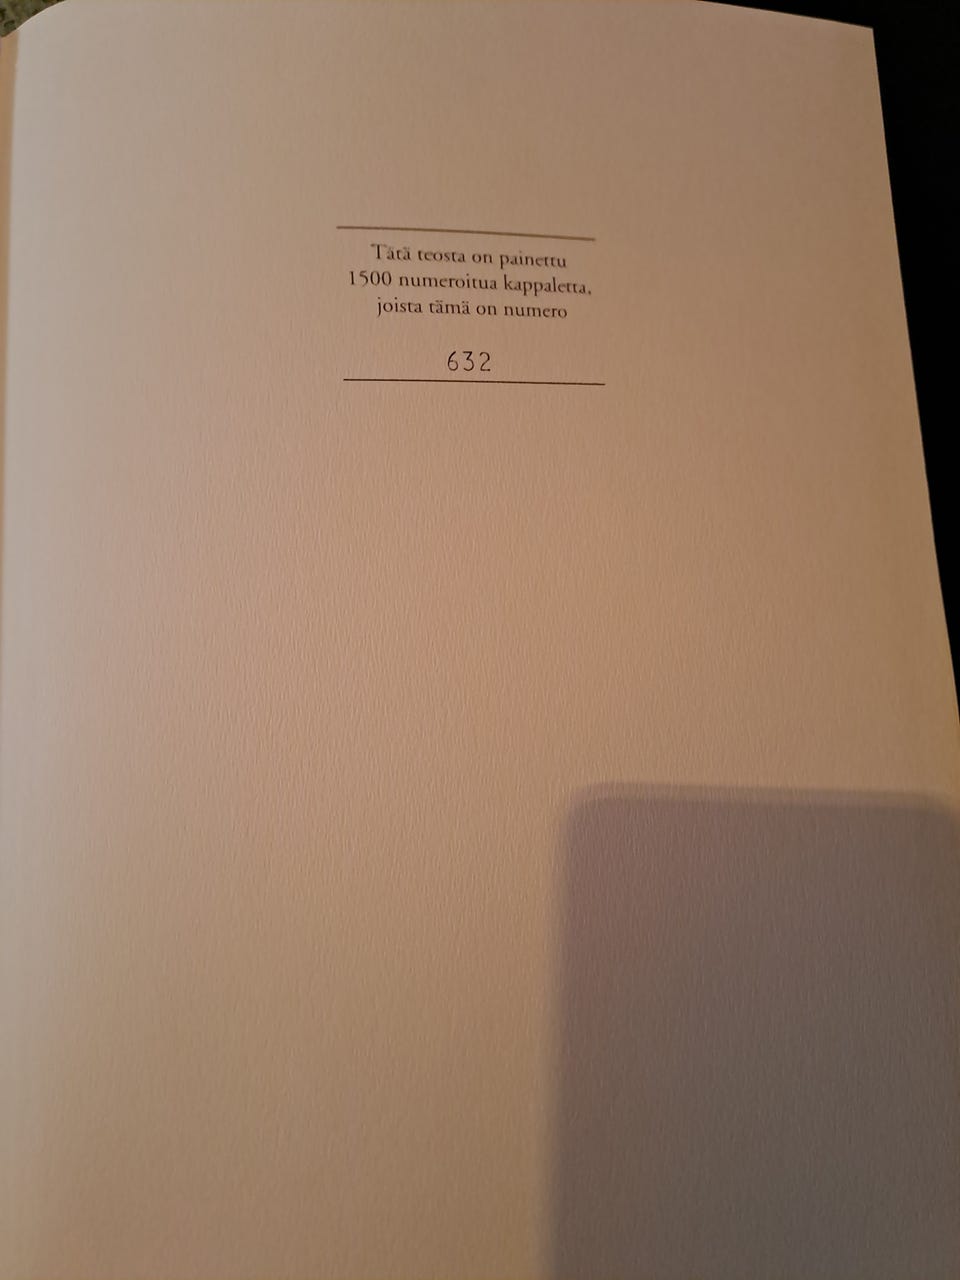 Tätä teosta on painettu
1500 numeroitua kappaletta,
joista tämä on numero
632